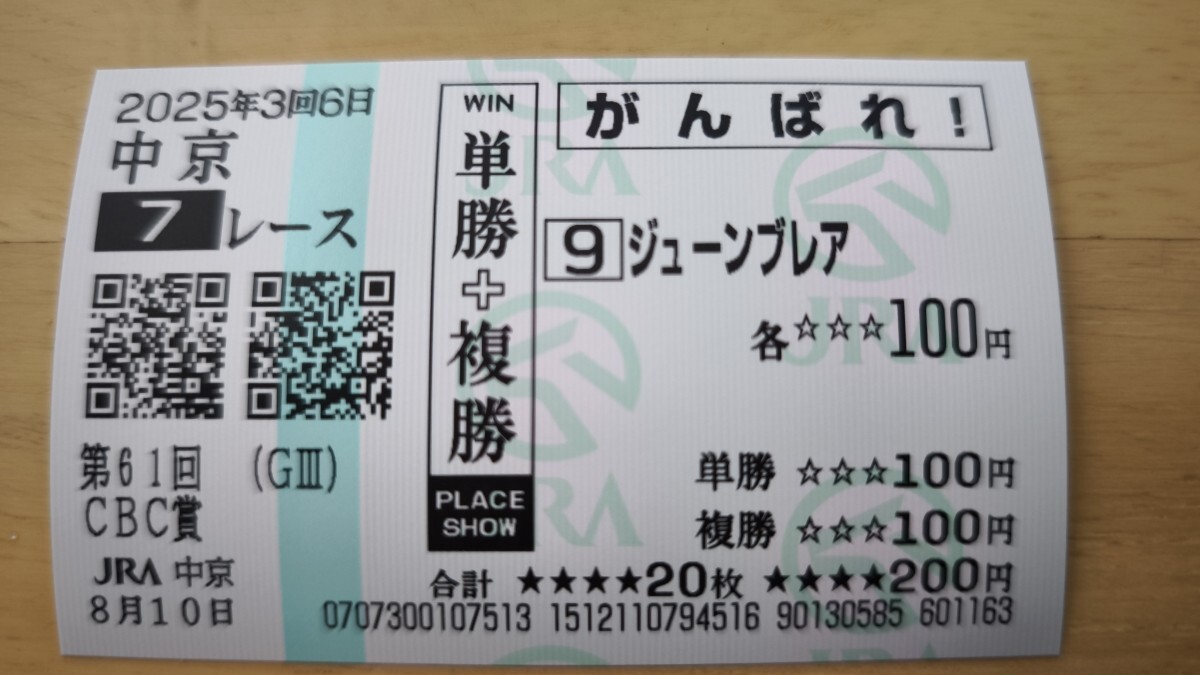 2025年3回6日
中京
7レース
第61回 (GⅢ)
CBC賞
JRA 中京
8月10日
WIN
単勝+複勝
PLACE
SHOW
がんばれ!
9 ジューンブレア
各☆☆☆100円
単勝 ☆☆☆100円
複勝 ☆☆☆100円
合計 ★★★★20枚 ★★★★200円
0707300107513 1512110794516 90130585 601163
JRA
JRA
JRA